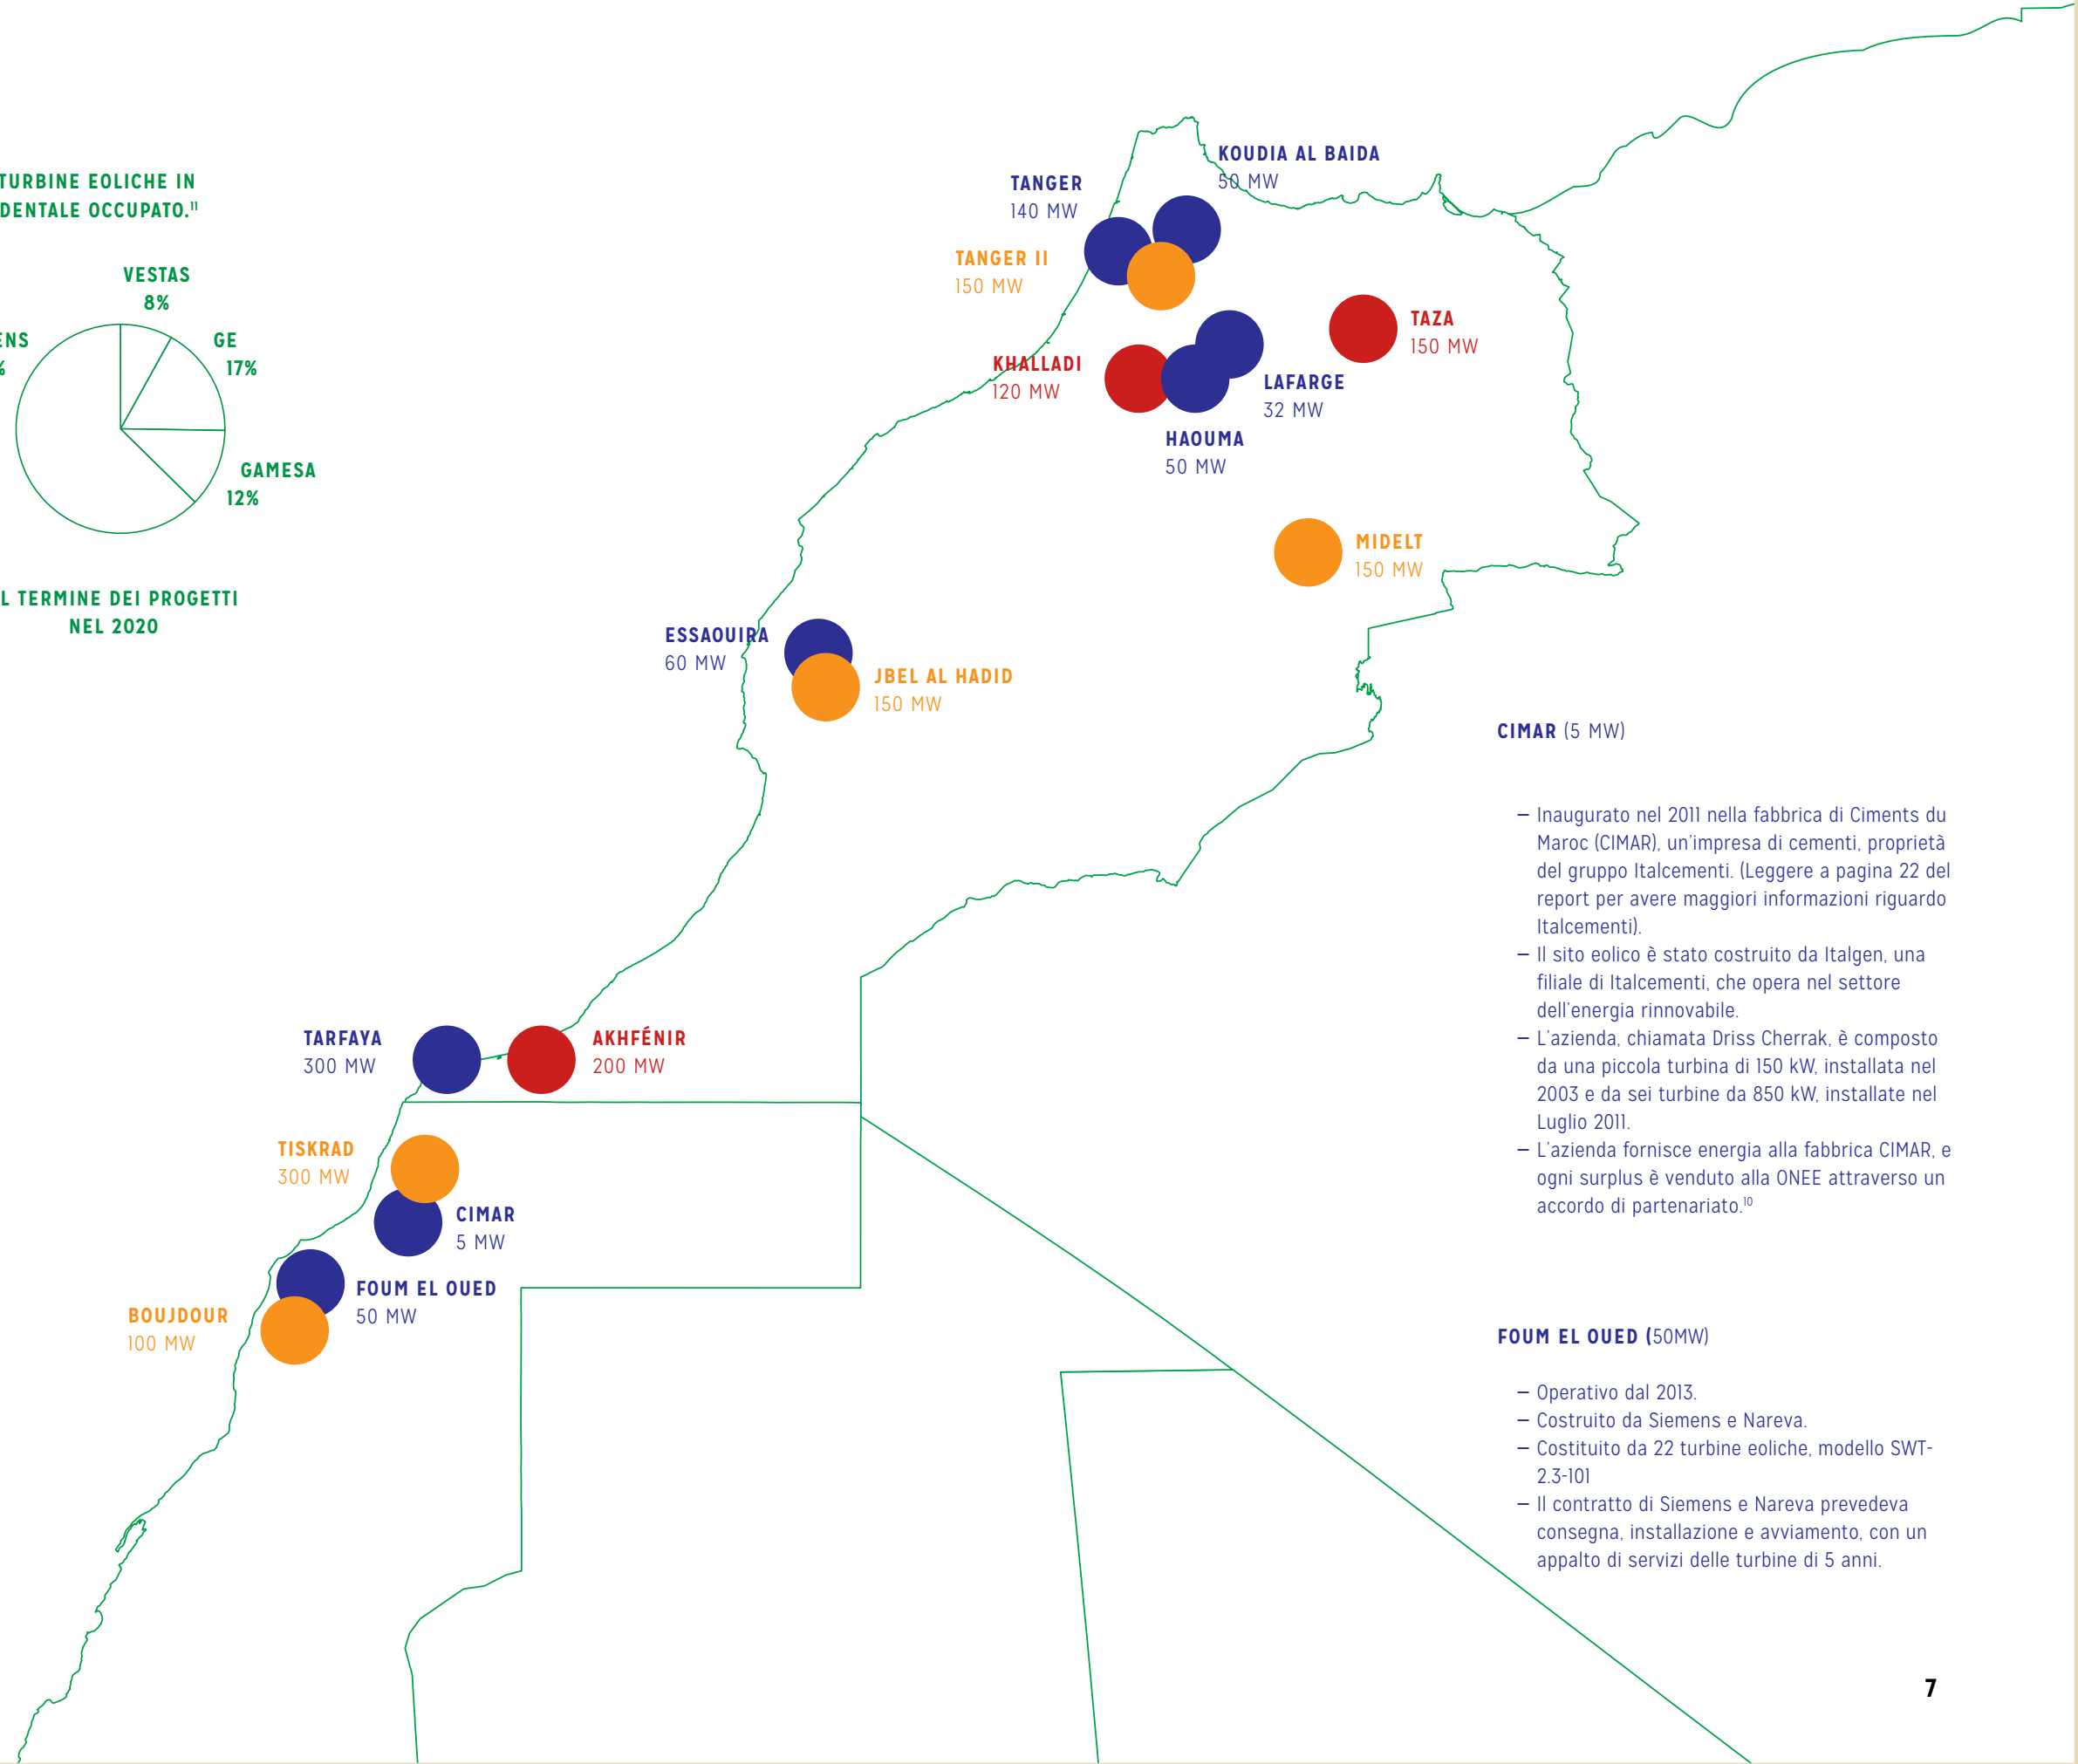 TURBINE EOLICHE IN
DENTALE OCCUPATO.¹¹
VESTAS
8%
ENS
%
GE
17%
GAMESA
12%
L TERMINE DEI PROGETTI
NEL 2020
KOUDIA AL BAIDA
50 MW
TANGER
140 MW
TANGER II
150 MW
TAZA
150 MW
KHALLADI
120 MW
LAFARGE
32 MW
HAOUMA
50 MW
MIDELT
150 MW
ESSAOUIRA
60 MW
JBEL AL HADID
150 MW
TARFAYA
300 MW
AKHFÉNIR
200 MW
TISKRAD
300 MW
CIMAR
5 MW
FOUM EL OUED
50 MW
BOUJDOUR
100 MW
CIMAR (5 MW)
– Inaugurato nel 2011 nella fabbrica di Ciments du
Maroc (CIMAR), un'impresa di cementi, proprietà
del gruppo Italcementi. (Leggere a pagina 22 del
report per avere maggiori informazioni riguardo
Italcementi).
– Il sito eolico è stato costruito da Italgen, una
filiale di Italcementi, che opera nel settore
dell'energia rinnovabile.
– L'azienda, chiamata Driss Cherrak, è composto
da una piccola turbina di 150 kW, installata nel
2003 e da sei turbine da 850 kW, installate nel
Luglio 2011.
– L'azienda fornisce energia alla fabbrica CIMAR, e
ogni surplus è venduto alla ONEE attraverso un
accordo di partenariato.¹⁰
FOUM EL OUED (50MW)
– Operativo dal 2013.
– Costruito da Siemens e Nareva.
– Costituito da 22 turbine eoliche, modello SWT-
2.3-101
– Il contratto di Siemens e Nareva prevedeva
consegna, installazione e avviamento, con un
appalto di servizi delle turbine di 5 anni.
7